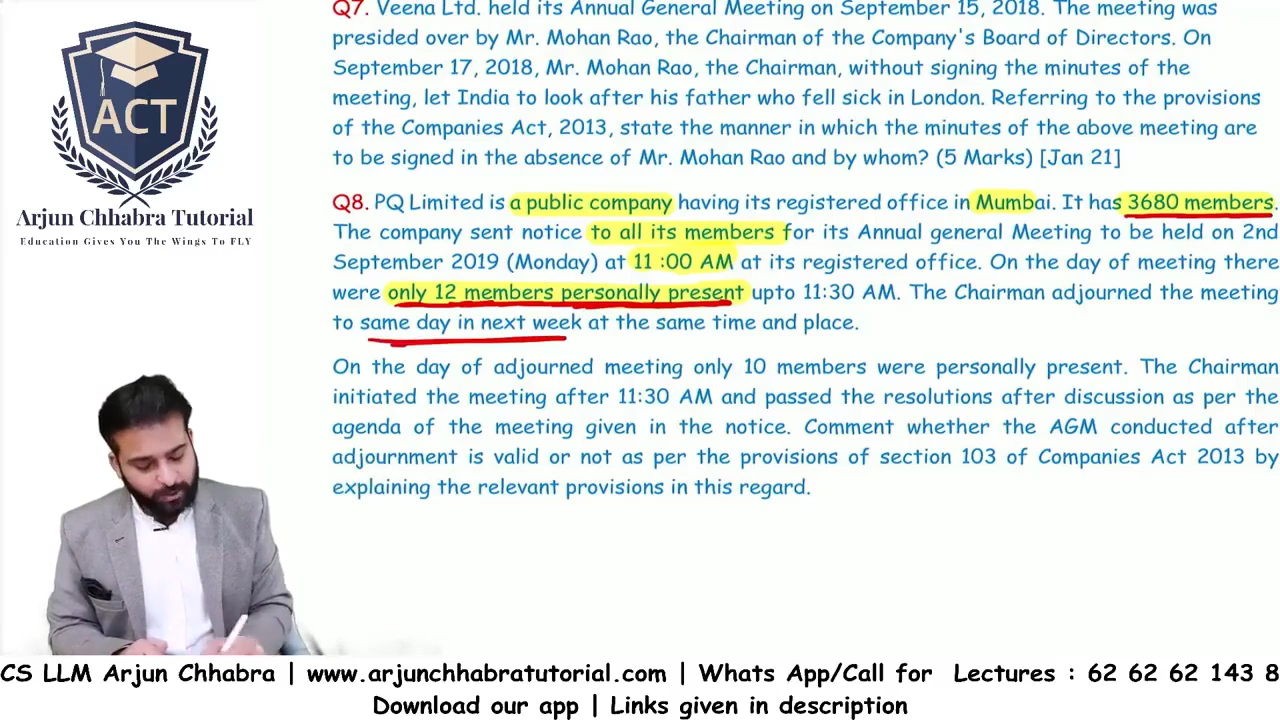 Q7. Veena Ltd. held its Annual General Meeting on September 15, 2018. The meeting was
presided over by Mr. Mohan Rao, the Chairman of the Company's Board of Directors. On
September 17, 2018, Mr. Mohan Rao, the Chairman, without signing the minutes of the
meeting, let India to look after his father who fell sick in London. Referring to the provisions
of the Companies Act, 2013, state the manner in which the minutes of the above meeting are
to be signed in the absence of Mr. Mohan Rao and by whom? (5 Marks) [Jan 21]
Q8. PQ Limited is a public company having its registered office in Mumbai. It has 3680 members.
The company sent notice to all its members for its Annual general Meeting to be held on 2nd
September 2019 (Monday) at 11 :00 AM at its registered office. On the day of meeting there
were only 12 members personally present upto 11:30 AM. The Chairman adjourned the meeting
to same day in next week at the same time and place.
On the day of adjourned meeting only 10 members were personally present. The Chairman
initiated the meeting after 11:30 AM and passed the resolutions after discussion as per the
agenda of the meeting given in the notice. Comment whether the AGM conducted after
adjournment is valid or not as per the provisions of section 103 of Companies Act 2013 by
explaining the relevant provisions in this regard.
ACT
Arjun Chhabra Tutorial
Education Gives You The Wings To FLY
CS LLM Arjun Chhabra | www.arjunchhabratutorial.com | Whats App/Call for Lectures : 62 62 62 143 8
Download our app | Links given in description